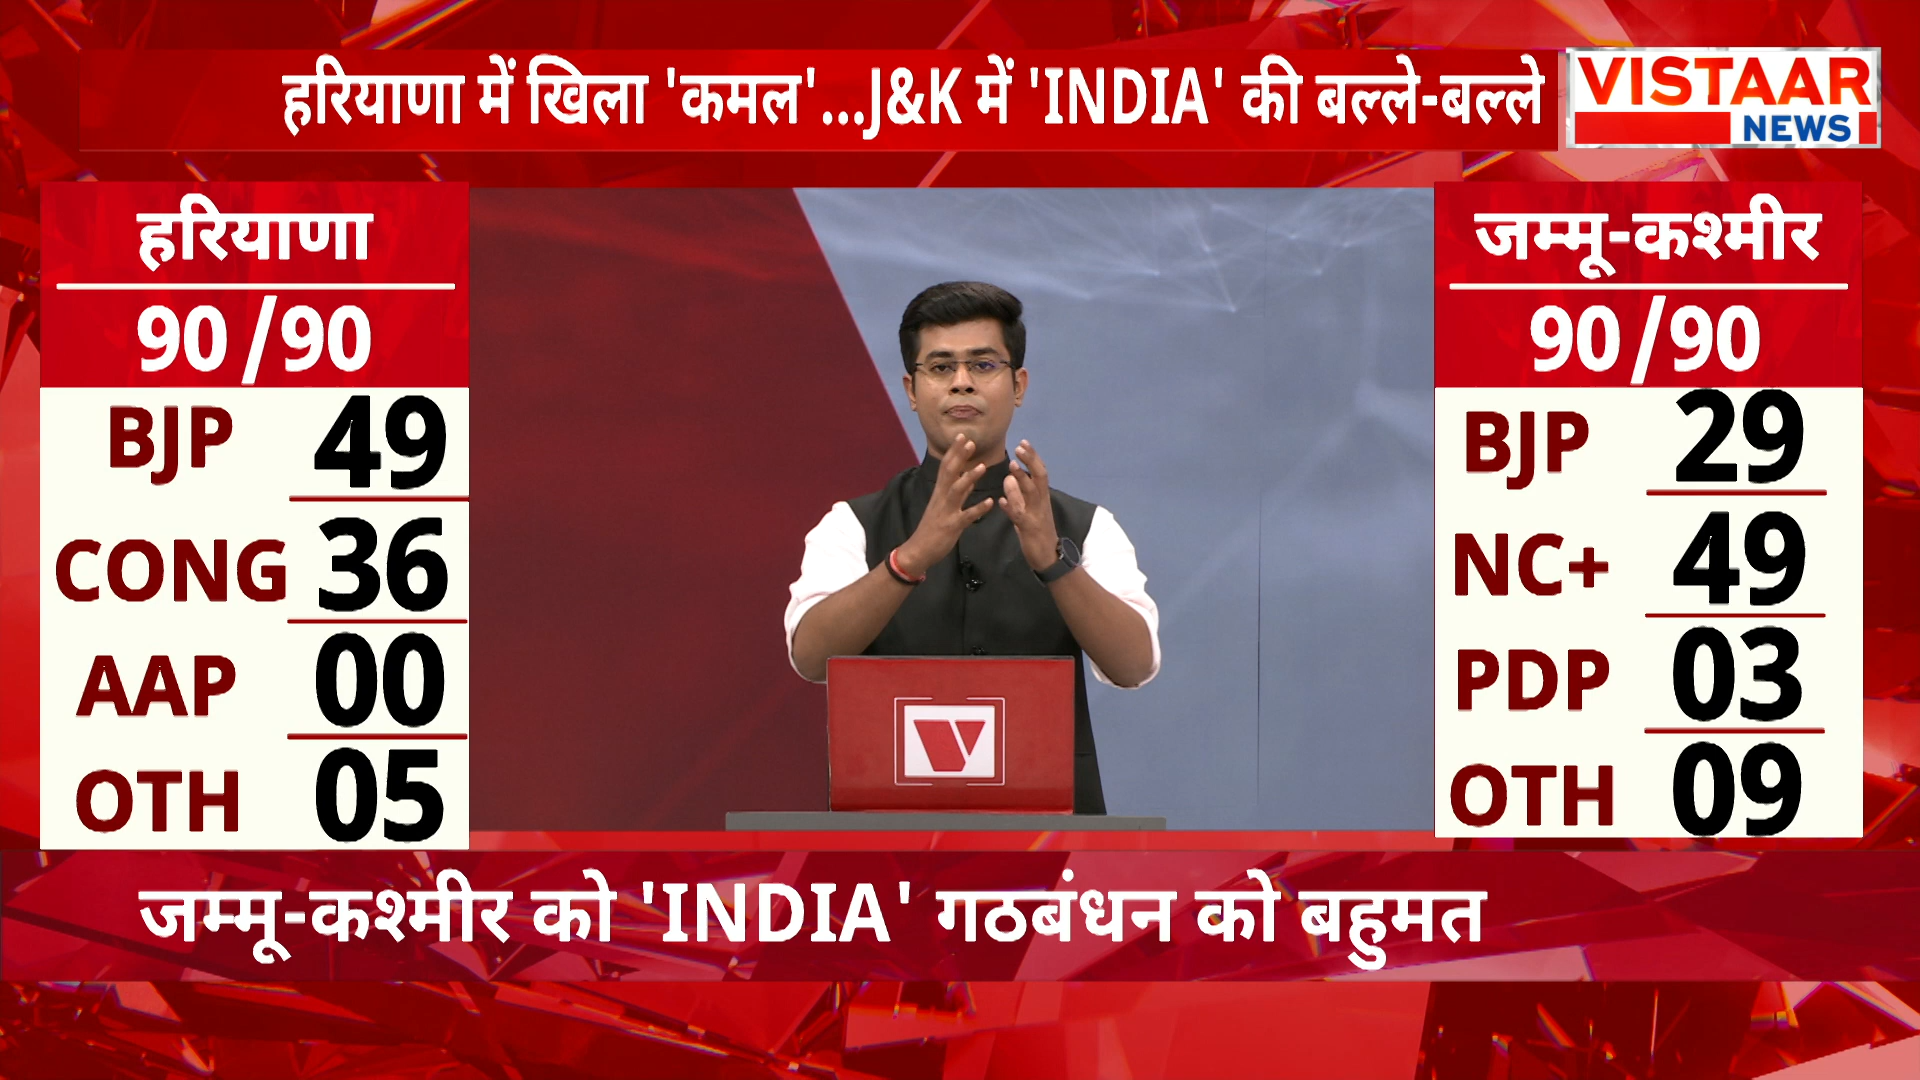 हरियाणा में खिला 'कमल'...J&K में 'INDIA' की बल्ले-बल्ले
VISTAAR
NEWS
हरियाणा
90/90
BJP 49
CONG 36
AAP 00
OTH 05
जम्मू-कश्मीर
90/90
BJP 29
NC+ 49
PDP 03
OTH 09
जम्मू-कश्मीर को 'INDIA' गठबंधन को बहुमत